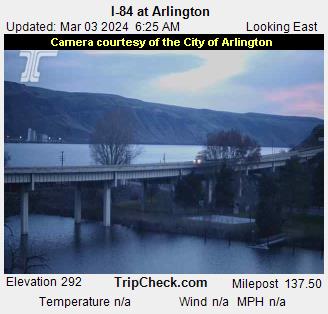 I-84 at Arlington
Updated: Mar 03 2024 6:25 AM Looking East
Camera courtesy of the City of Arlington
Elevation 292 TripCheck.com Milepost 137.50
Temperature n/a Wind n/a MPH n/a